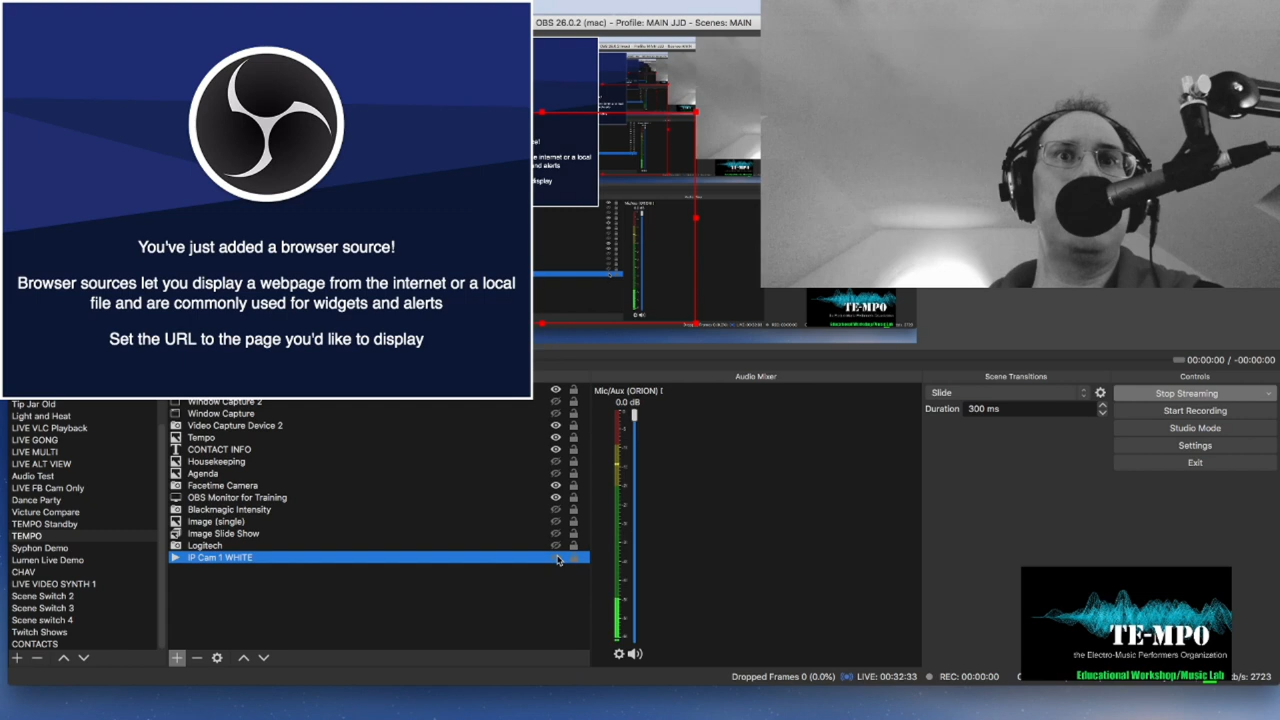 OBS 26.0.2 (mac) - Profile: MAIN JJD - Scenes: MAIN
You've just added a browser source!
Browser sources let you display a webpage from the internet or a local
file and are commonly used for widgets and alerts
Set the URL to the page you'd like to display
TE-MPO
00:00:00 / -00:00:00
Audio Mixer
Scene Transitions
Controls
Tip Jar Old
Light and Heat
LIVE VLC Playback
LIVE GONG
LIVE MULTI
LIVE ALT VIEW
Audio Test
LIVE FB Cam Only
Dance Party
Victure Compare
TEMPO Standby
TEMPO
Syphon Demo
Lumen Live Demo
CHAV
LIVE VIDEO SYNTH 1
Scene Switch 2
Scene Switch 3
Scene switch 4
Twitch Shows
CONTACTS
Window Capture 2
Window Capture
Video Capture Device 2
Tempo
CONTACT INFO
Housekeeping
Agenda
Facetime Camera
OBS Monitor for Training
Blackmagic Intensity
Image (single)
Image Slide Show
Logitech
IP Cam 1 WHITE
Mic/Aux (ORION) [
0.0 dB
Slide
Duration 300 ms
Stop Streaming
Start Recording
Studio Mode
Settings
Exit
TE-MPO
the Electro-Music Performers Organization
Educational Workshop/Music Lab
Dropped Frames 0 (0.0%) LIVE: 00:32:33 REC: 00:00:00 b/s: 2723